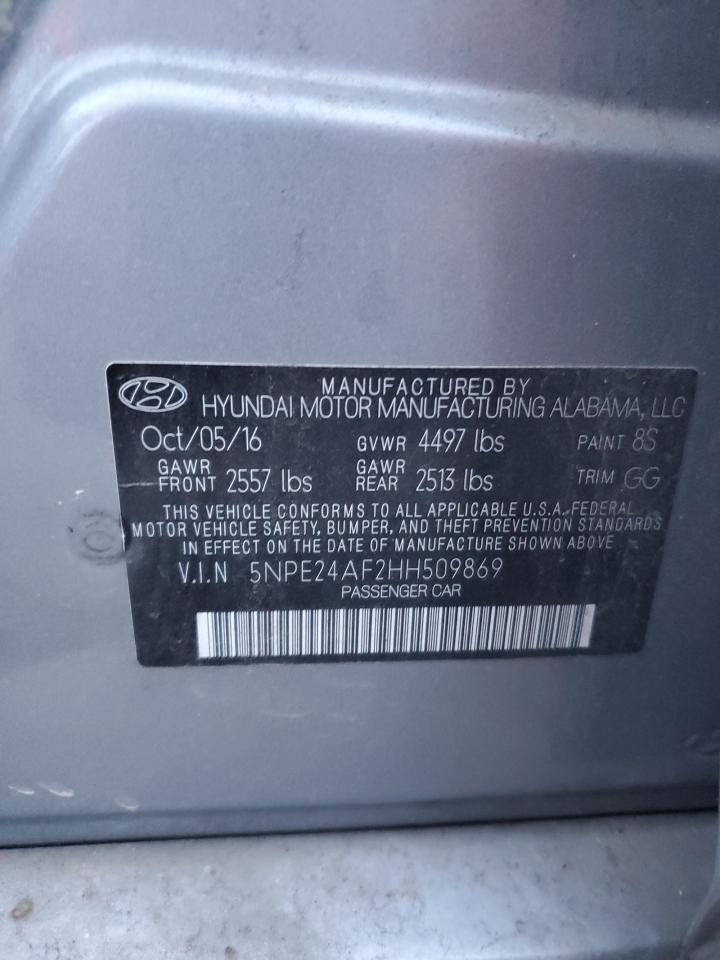 MANUFACTURED BY
HYUNDAI MOTOR MANUFACTURING ALABAMA, LLC
Oct/05/16 GVWR 4497 lbs PAINT 8S
GAWR FRONT 2557 lbs GAWR REAR 2513 lbs TRIM GG
THIS VEHICLE CONFORMS TO ALL APPLICABLE U.S.A. FEDERAL
MOTOR VEHICLE SAFETY, BUMPER, AND THEFT PREVENTION STANDARDS
IN EFFECT ON THE DATE OF MANUFACTURE SHOWN ABOVE
V.I.N 5NPE24AF2HH509869
PASSENGER CAR